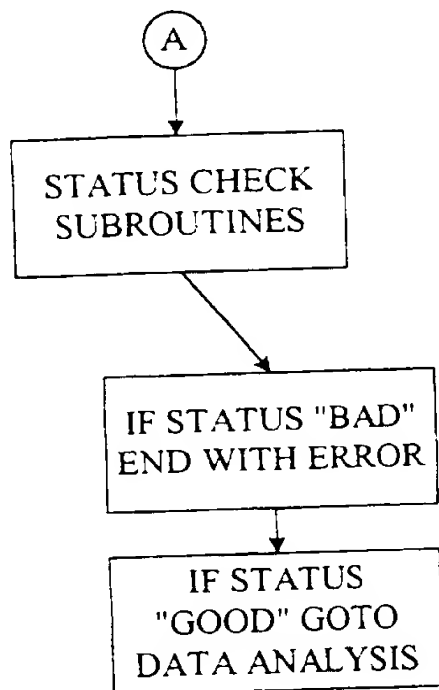 A
STATUS CHECK
SUBROUTINES
IF STATUS "BAD"
END WITH ERROR
IF STATUS
"GOOD" GOTO
DATA ANALYSIS